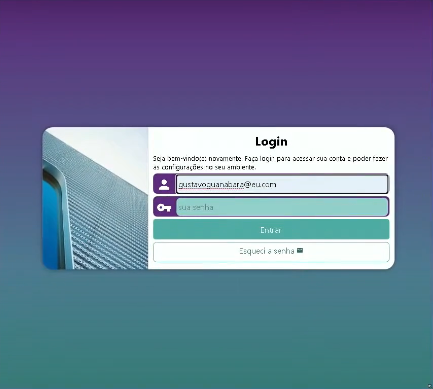 Login
Seja bem-vindo(a) novamente. Faça login para acessar sua conta e poder fazer
as configurações no seu ambiente.
gustavoguanabara@eu.com
sua senha
Entrar
Esqueci a senha